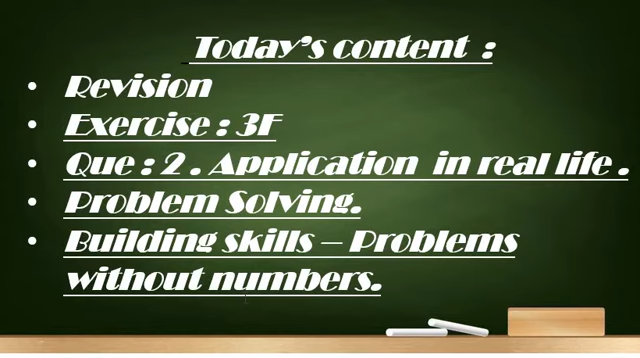 Today's content :
• Revision
• Exercise : 3F
• Que : 2 . Application in real life .
• Problem Solving.
• Building skills – Problems
without numbers.